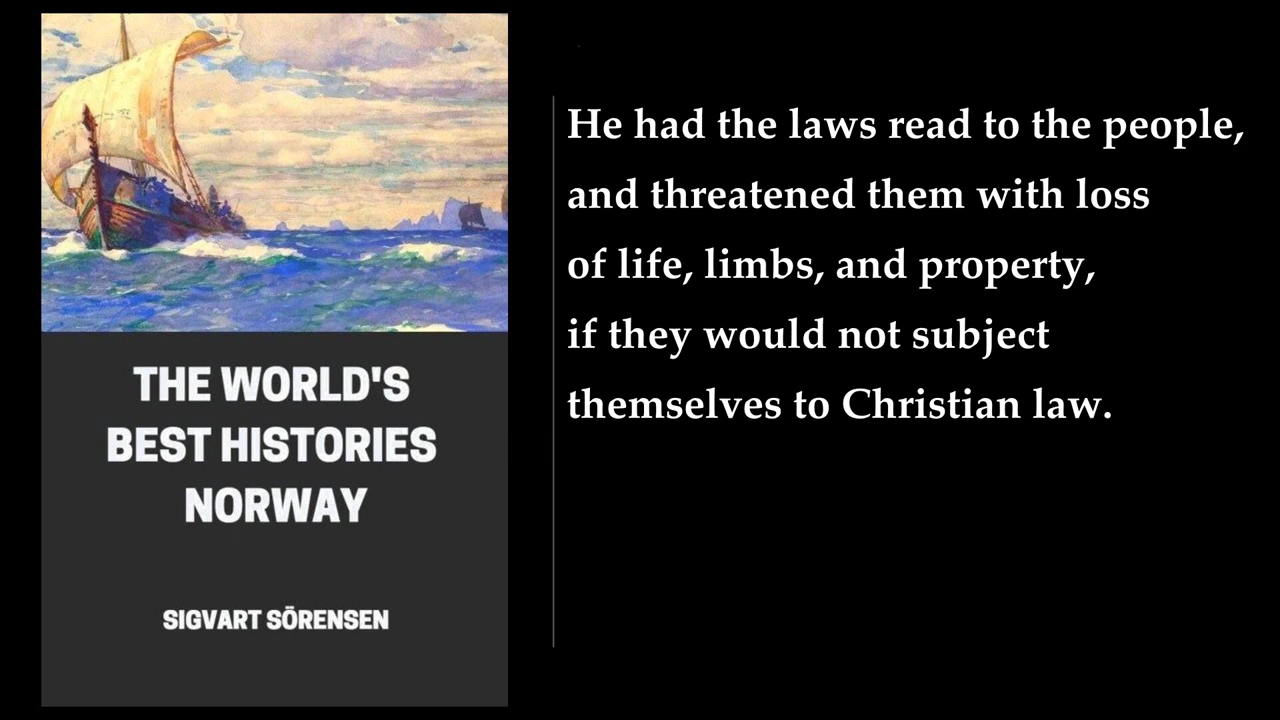 THE WORLD'S
BEST HISTORIES
NORWAY
SIGVART SÖRENSEN
He had the laws read to the people,
and threatened them with loss
of life, limbs, and property,
if they would not subject
themselves to Christian law.